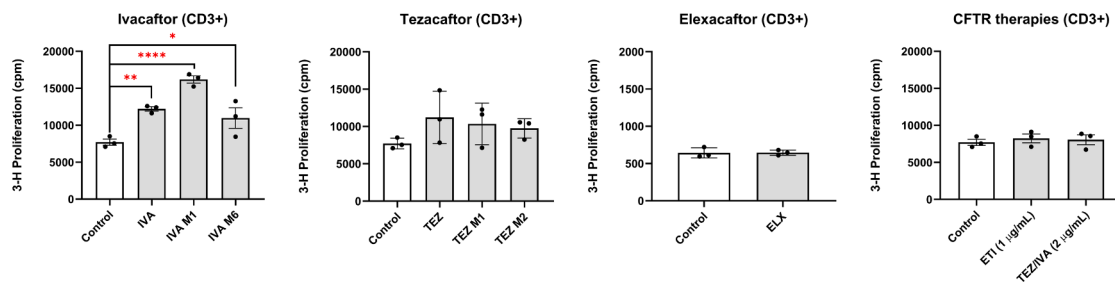 Ivacaftor (CD3+)
3-H Proliferation (cpm)
20000
15000
10000
5000
0
*
****
**
Control
IVA
IVA M1
IVA M6
Tezacaftor (CD3+)
3-H Proliferation (cpm)
20000
15000
10000
5000
0
Control
TEZ
TEZ M1
TEZ M2
Elexacaftor (CD3+)
3-H Proliferation (cpm)
2000
1500
1000
500
0
Control
ELX
CFTR therapies (CD3+)
3-H Proliferation (cpm)
20000
15000
10000
5000
0
Control
ETI (1 μg/mL)
TEZ/IVA (2 μg/mL)